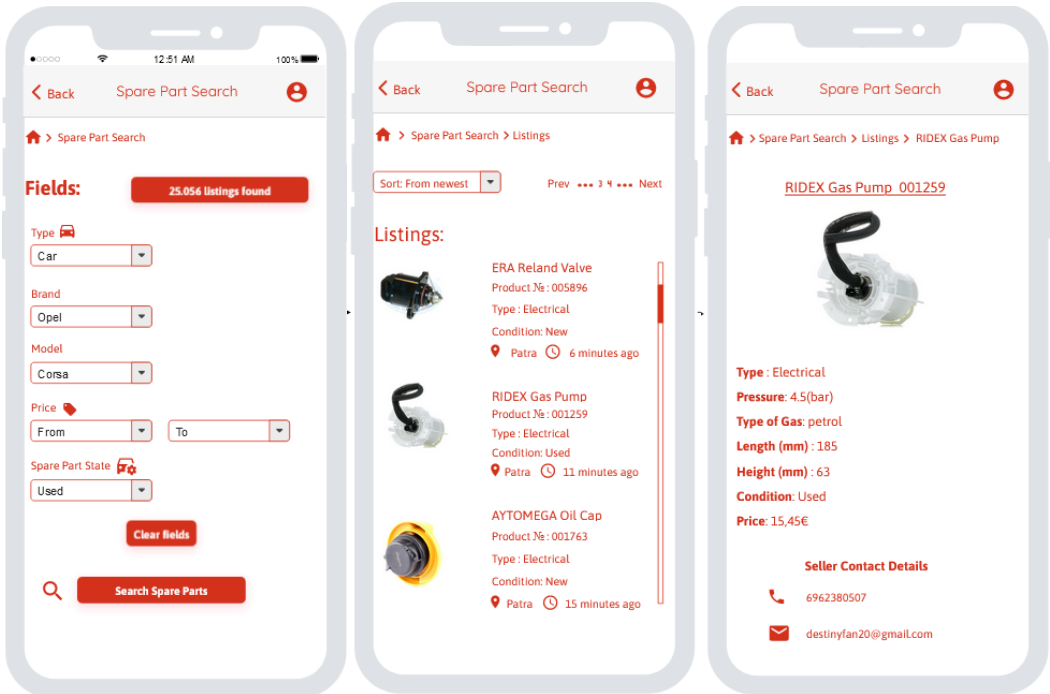 12:51 AM
100%
Back
Spare Part Search
Spare Part Search
Fields:
25.056 listings found
Type
Car
Brand
Opel
Model
Corsa
Price
From
To
Spare Part State
Used
Clear fields
Search Spare Parts
Back
Spare Part Search
> Spare Part Search > Listings
Sort: From newest
Prev ... 3 4 ... Next
Listings:
ERA Reland Valve
Product №: 005896
Type : Electrical
Condition: New
Patra
6 minutes ago
RIDEX Gas Pump
Product №: 001259
Type : Electrical
Condition: Used
Patra
11 minutes ago
AYTOMEGA Oil Cap
Product №: 001763
Type : Electrical
Condition: New
Patra
15 minutes ago
Back
Spare Part Search
> Spare Part Search > Listings > RIDEX Gas Pump
RIDEX Gas Pump 001259
Type : Electrical
Pressure: 4.5(bar)
Type of Gas: petrol
Length (mm) : 185
Height (mm) : 63
Condition: Used
Price: 15,45€
Seller Contact Details
6962380507
destinyfan20@gmail.com